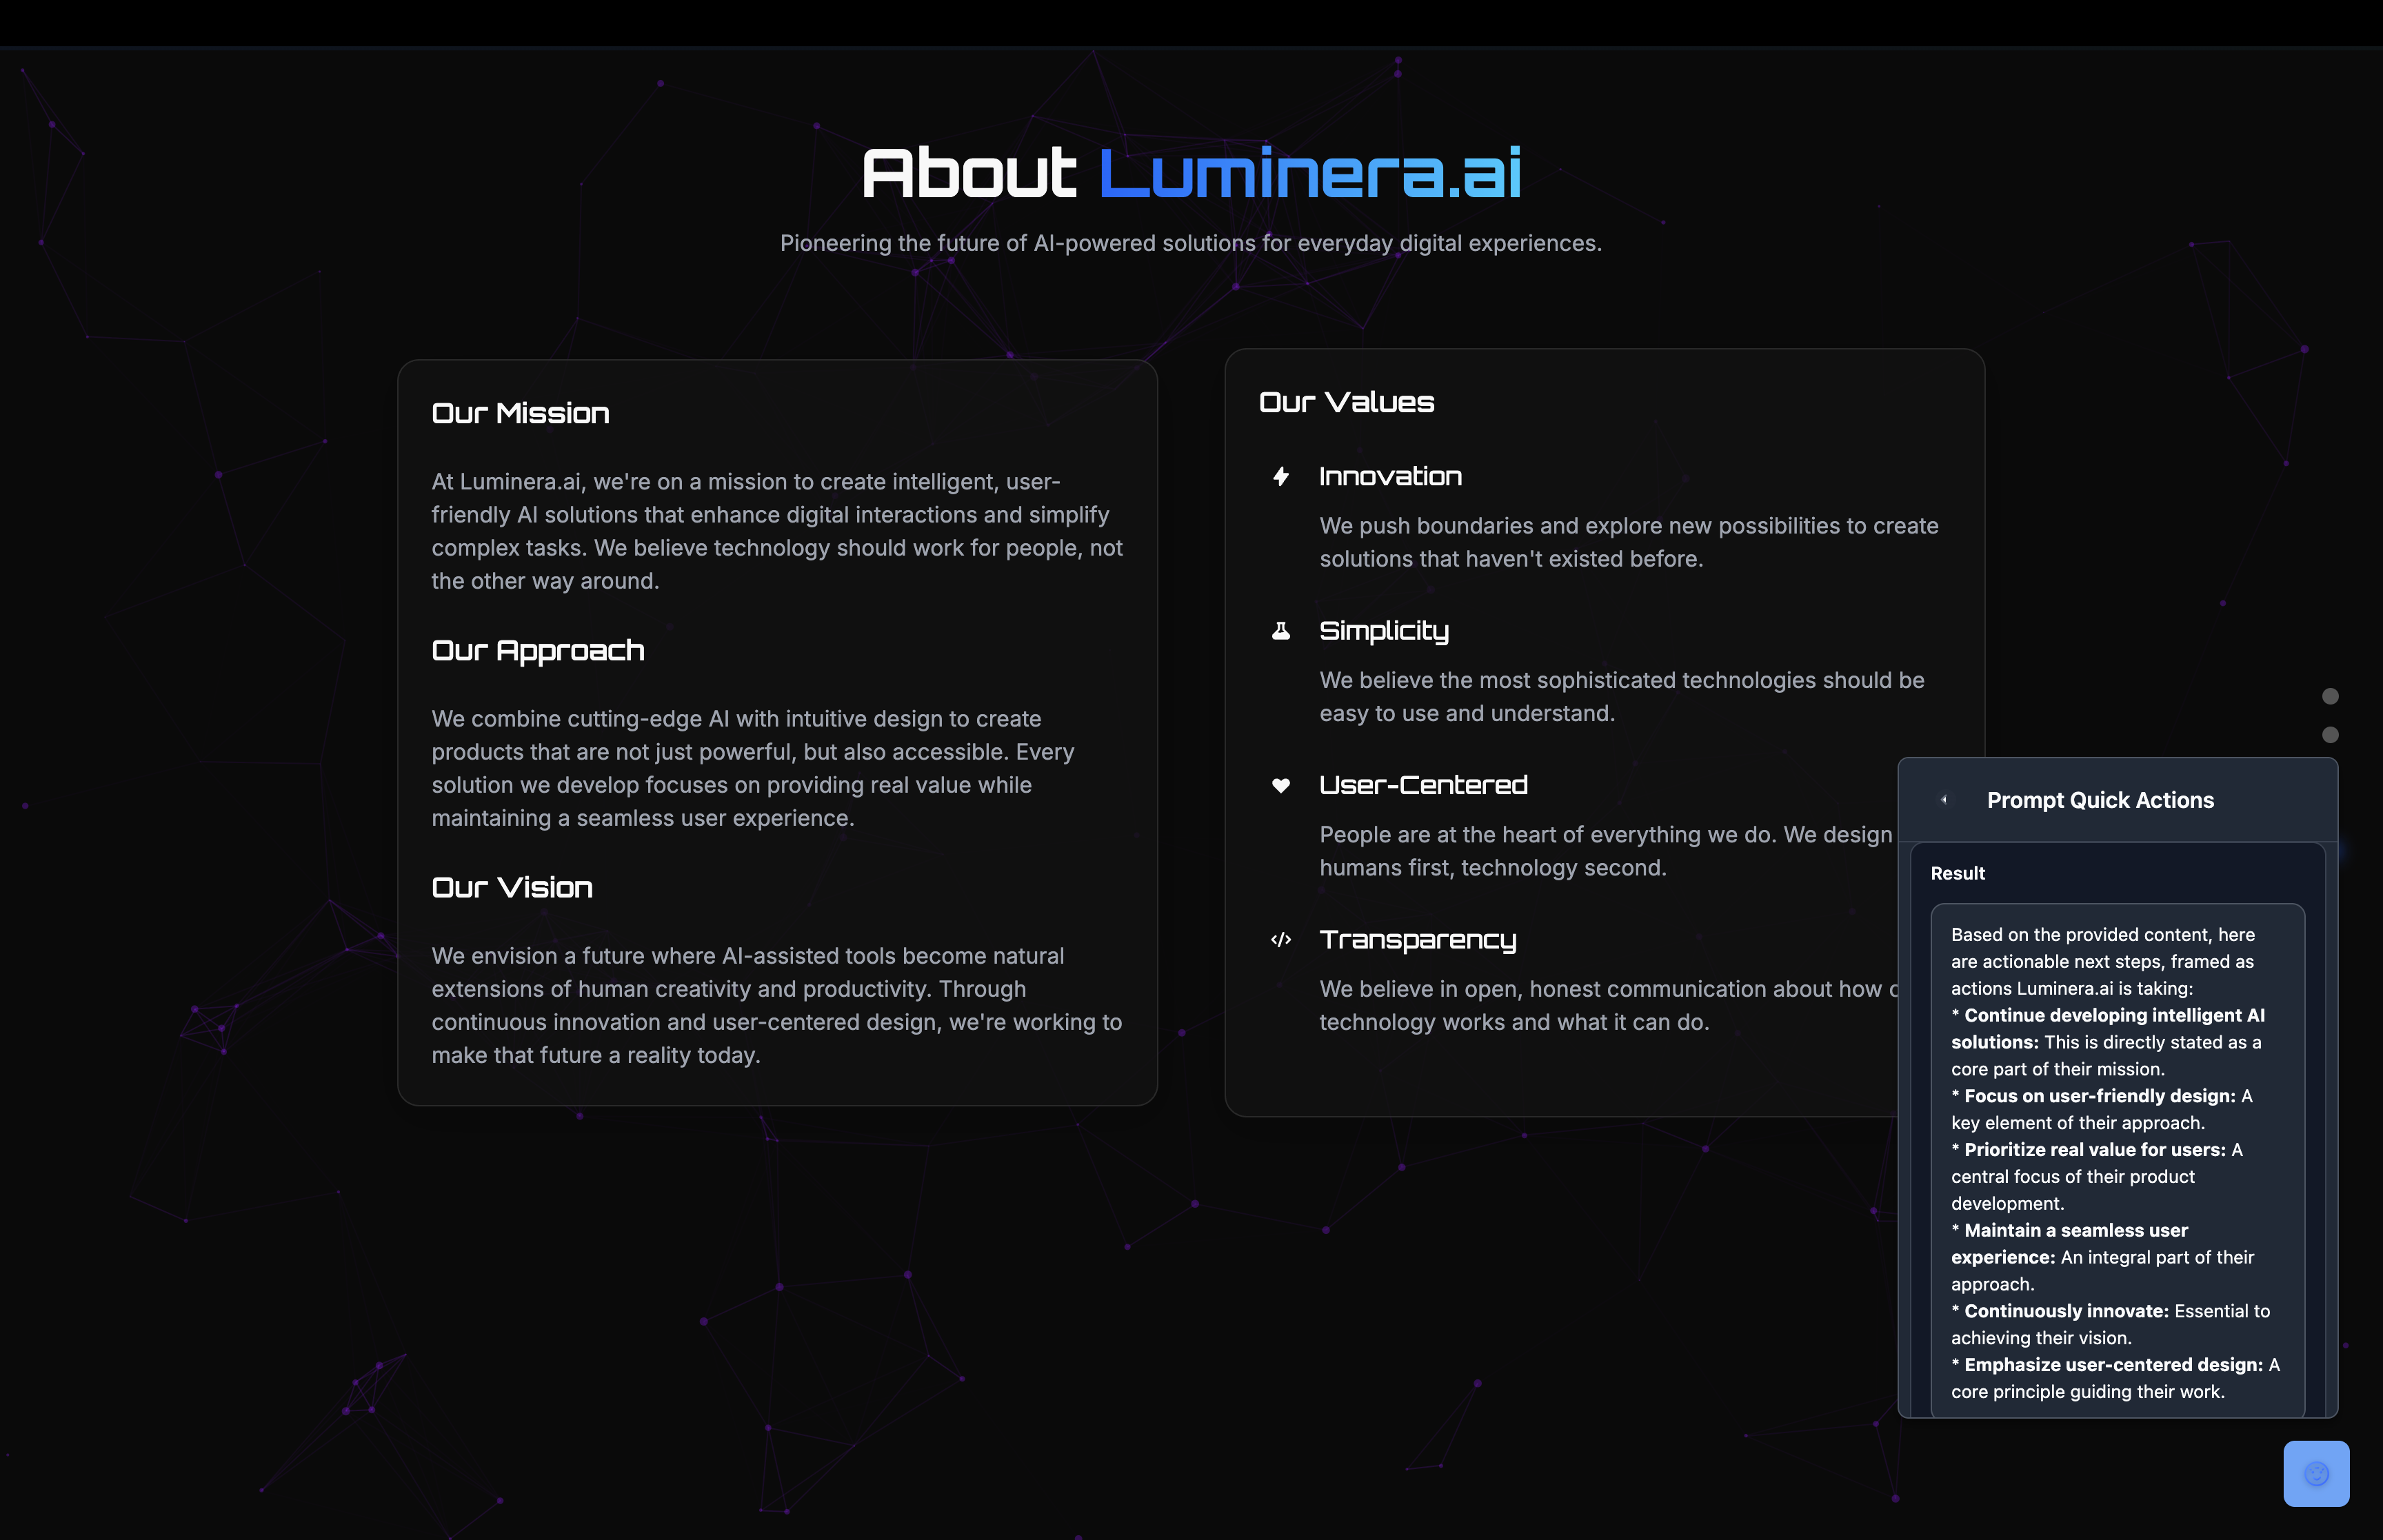 About Luminera.ai
Pioneering the future of AI-powered solutions for everyday digital experiences.
Our Mission
At Luminera.ai, we're on a mission to create intelligent, user-
friendly AI solutions that enhance digital interactions and simplify
complex tasks. We believe technology should work for people, not
the other way around.
Our Approach
We combine cutting-edge AI with intuitive design to create
products that are not just powerful, but also accessible. Every
solution we develop focuses on providing real value while
maintaining a seamless user experience.
Our Vision
We envision a future where AI-assisted tools become natural
extensions of human creativity and productivity. Through
continuous innovation and user-centered design, we're working to
make that future a reality today.
Our Values
Innovation
We push boundaries and explore new possibilities to create
solutions that haven't existed before.
Simplicity
We believe the most sophisticated technologies should be
easy to use and understand.
User-Centered
People are at the heart of everything we do. We design
humans first, technology second.
Transparency
We believe in open, honest communication about how
technology works and what it can do.
Prompt Quick Actions
Result
Based on the provided content, here
are actionable next steps, framed as
actions Luminera.ai is taking:
* Continue developing intelligent AI
solutions: This is directly stated as a
core part of their mission.
* Focus on user-friendly design: A
key element of their approach.
* Prioritize real value for users: A
central focus of their product
development.
* Maintain a seamless user
experience: An integral part of their
approach.
* Continuously innovate: Essential to
achieving their vision.
* Emphasize user-centered design: A
core principle guiding their work.